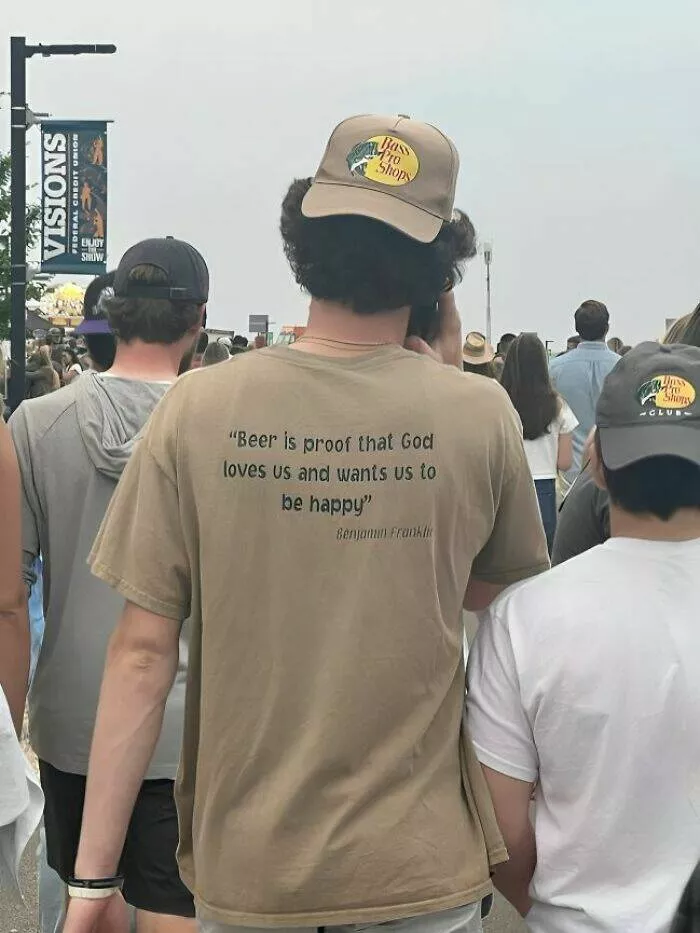 VISIONS
FEDERAL CREDIT UNION
ENJOY
THE
SHOW
Bass
Pro
Shops
“Beer is proof that God
loves us and wants us to
be happy”
Benjamin Franklin
Bass
Pro
Shops
CLUB